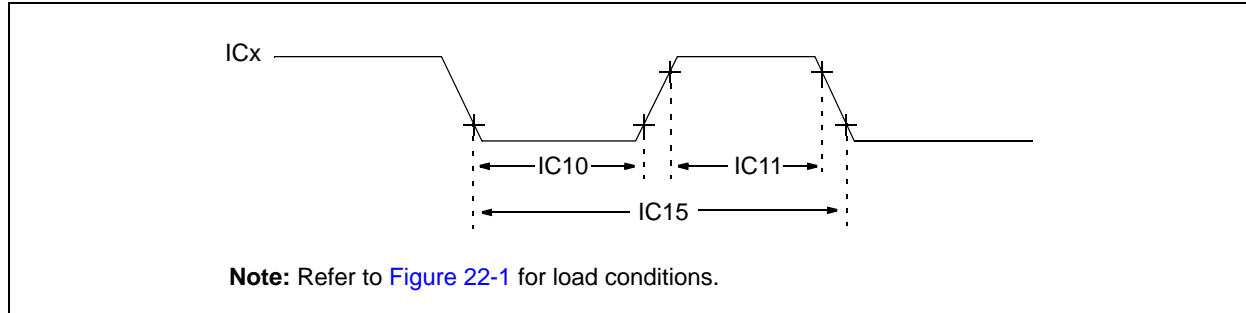 ICx
IC10
IC11
IC15
Note: Refer to Figure 22-1 for load conditions.